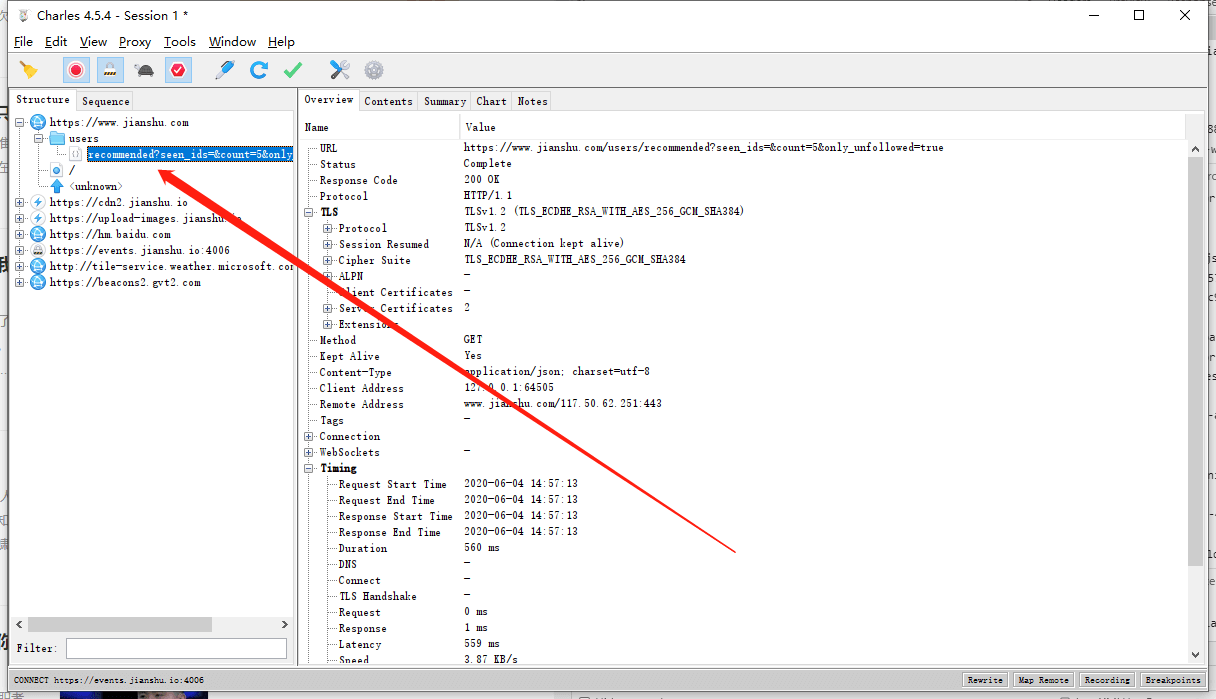 Charles 4.5.4 - Session 1 *
File Edit View Proxy Tools Window Help
Structure Sequence
https://www.jianshu.com
users
recommended?seen_ids=&count=5&only
/
<unknown>
https://cdn2.jianshu.io
https://upload-images.jianshu.io
https://hm.baidu.com
https://events.jianshu.io:4006
http://tile-service.weather.microsoft.com
https://beacons2.gvt2.com
Filter:
Overview Contents Summary Chart Notes
Name Value
URL https://www.jianshu.com/users/recommended?seen_ids=&count=5&only_unfollowed=true
Status Complete
Response Code 200 OK
Protocol HTTP/1.1
TLS TLSv1.2 (TLS_ECDHE_RSA_WITH_AES_256_GCM_SHA384)
Protocol TLSv1.2
Session Resumed N/A (Connection kept alive)
Cipher Suite TLS_ECDHE_RSA_WITH_AES_256_GCM_SHA384
ALPN —
Client Certificates —
Server Certificates 2
Extensions
Method GET
Kept Alive Yes
Content-Type application/json; charset=utf-8
Client Address 127.0.0.1:64505
Remote Address www.jianshu.com/117.50.62.251:443
Tags —
Connection
WebSockets —
Timing
Request Start Time 2020-06-04 14:57:13
Request End Time 2020-06-04 14:57:13
Response Start Time 2020-06-04 14:57:13
Response End Time 2020-06-04 14:57:13
Duration 560 ms
DNS —
Connect —
TLS Handshake —
Request 0 ms
Response 1 ms
Latency 559 ms
Speed 3.87 KB/s
CONNECT https://events.jianshu.io:4006
Rewrite Map Remote Recording Breakpoints